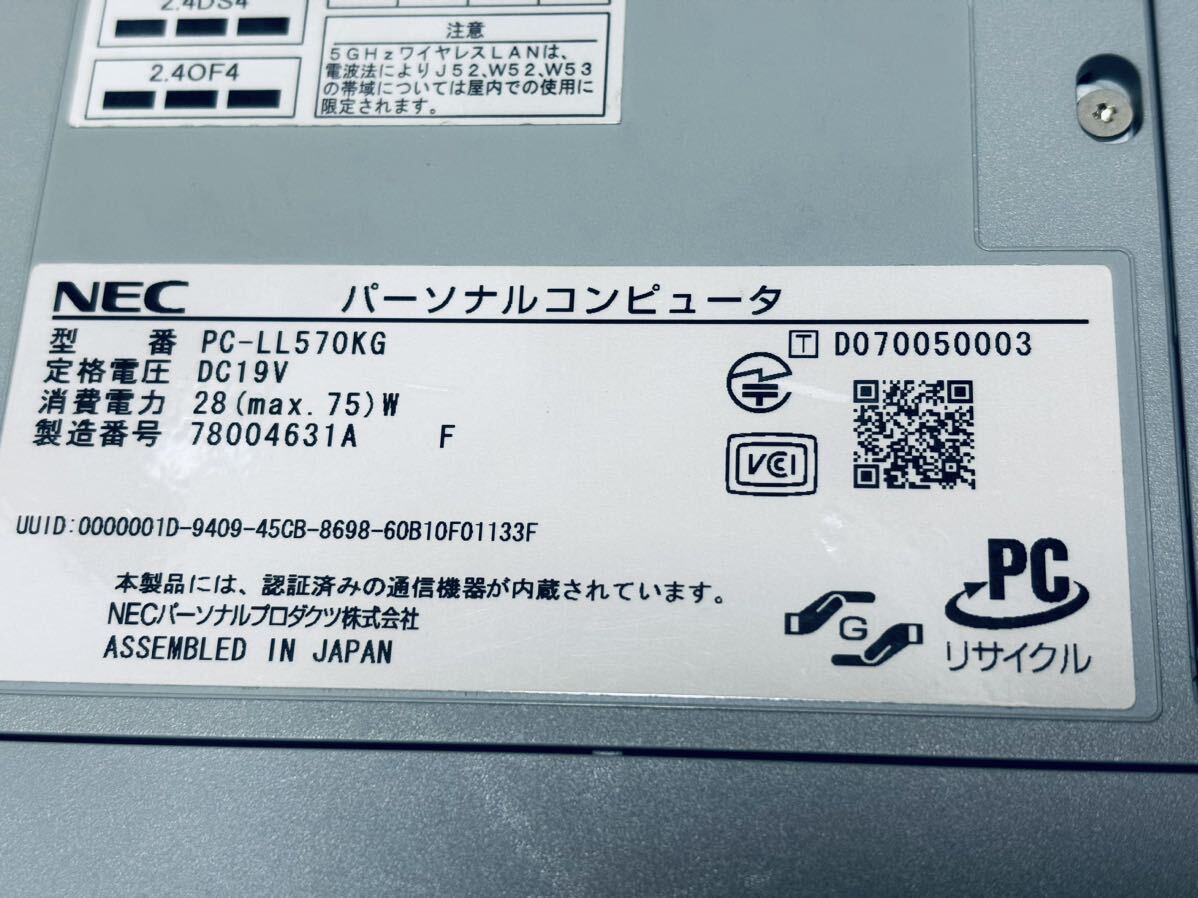 2.4DS4
2.4OF4
注意
5GHzワイヤレスLANは、
電波法によりJ52、W52、W53
の帯域については屋内での使用に
限定されます。
NEC パーソナルコンピュータ
型 番 PC-LL570KG
定格電圧 DC19V
消費電力 28(max.75)W
製造番号 78004631A F
T D070050003
VCI
UUID:0000001D-9409-45CB-8698-60B10F01133F
本製品には、認証済みの通信機器が内蔵されています。
NECパーソナルプロダクツ株式会社
ASSEMBLED IN JAPAN
G
PC
リサイクル